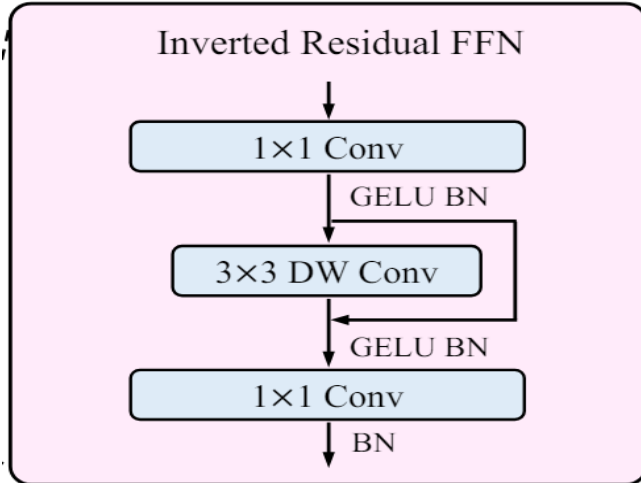 Inverted Residual FFN
1×1 Conv
GELU BN
3×3 DW Conv
GELU BN
1×1 Conv
BN